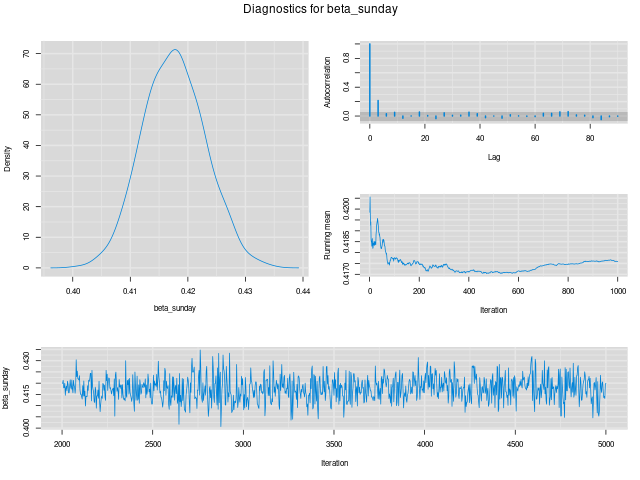 Diagnostics for beta_sunday
Density
0 10 20 30 40 50 60 70
0.40 0.41 0.42 0.43 0.44
beta_sunday
Autocorrelation
0.0 0.4 0.8
0 20 40 60 80
Lag
Running mean
0.4170 0.4185 0.4200
0 200 400 600 800 1000
Iteration
beta_sunday
0.400 0.415 0.430
2000 2500 3000 3500 4000 4500 5000
Iteration